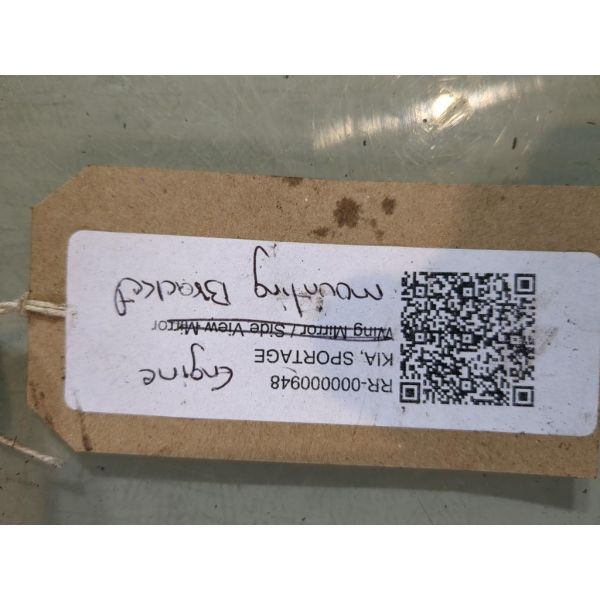 RR-000000948
Engine
KIA, SPORTAGE
Wing Mirror / Side View Mirror
mounting Bracket